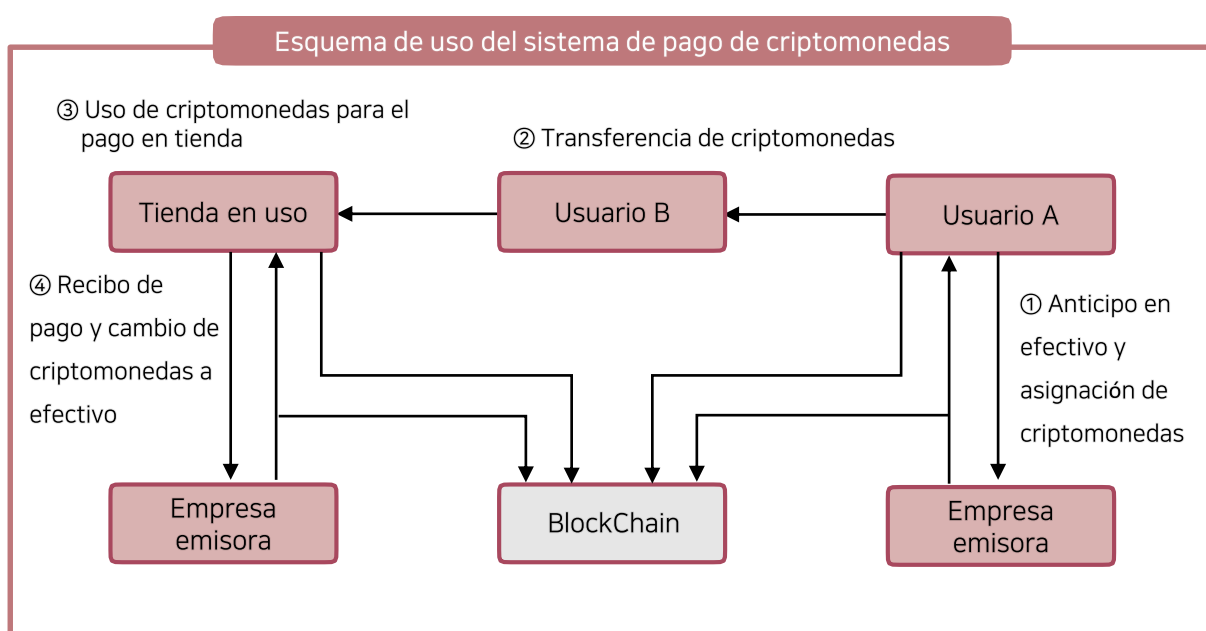 Esquema de uso del sistema de pago de criptomonedas
③ Uso de criptomonedas para el
pago en tienda
② Transferencia de criptomonedas
Tienda en uso
Usuario B
Usuario A
④ Recibo de
pago y cambio de
criptomonedas a
efectivo
① Anticipo en
efectivo y
asignación de
criptomonedas
Empresa
emisora
BlockChain
Empresa
emisora